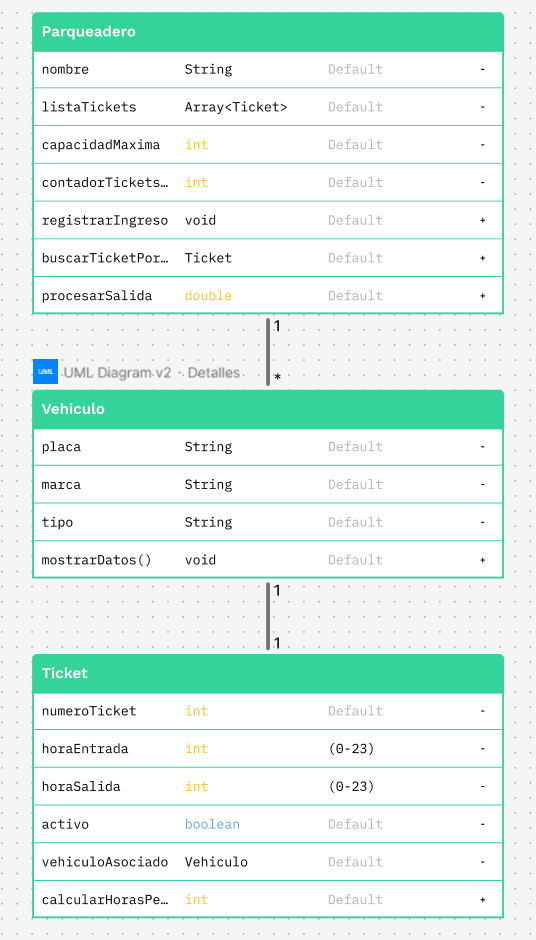 Parqueadero
nombre String Default -
listaTickets Array<Ticket> Default -
capacidadMaxima int Default -
contadorTickets… int Default -
registrarIngreso void Default +
buscarTicketPor… Ticket Default +
procesarSalida double Default +
1
UML UML Diagram v2 · Detalles
*
Vehiculo
placa String Default -
marca String Default -
tipo String Default -
mostrarDatos() void Default +
1
1
Ticket
numeroTicket int Default -
horaEntrada int (0-23) -
horaSalida int (0-23) -
activo boolean Default -
vehiculoAsociado Vehiculo Default -
calcularHorasPe… int Default +